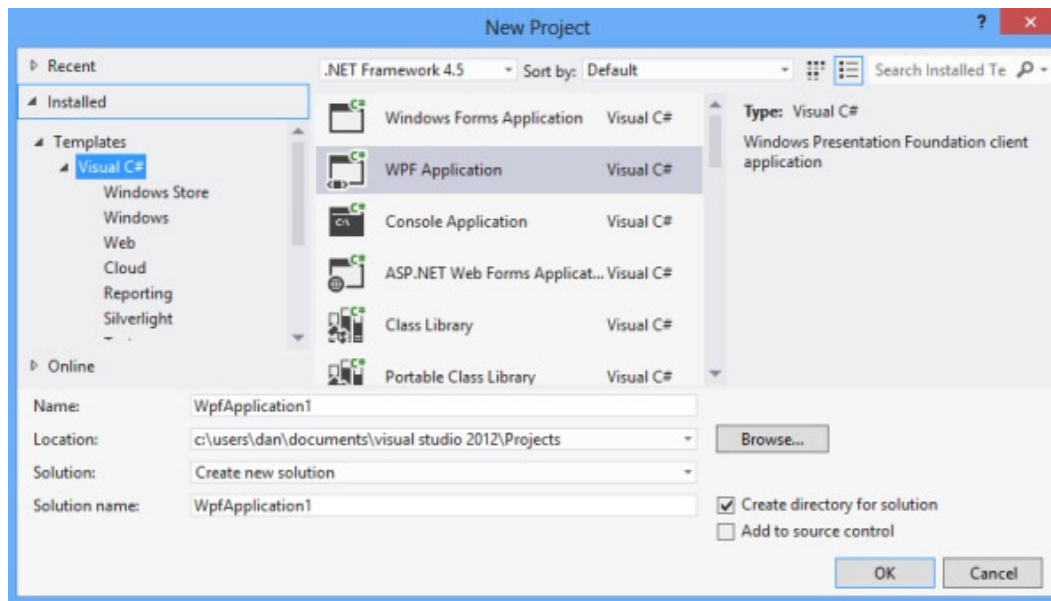 New Project
Recent
.NET Framework 4.5
Sort by: Default
Search Installed Te
Installed
Templates
Visual C#
Windows Store
Windows
Web
Cloud
Reporting
Silverlight
Online
Windows Forms Application Visual C#
WPF Application Visual C#
Console Application Visual C#
ASP.NET Web Forms Applicat... Visual C#
Class Library Visual C#
Portable Class Library Visual C#
Type: Visual C#
Windows Presentation Foundation client
application
Name: WpfApplication1
Location: c:\users\dan\documents\visual studio 2012\Projects
Browse...
Solution: Create new solution
Solution name: WpfApplication1
Create directory for solution
Add to source control
OK Cancel